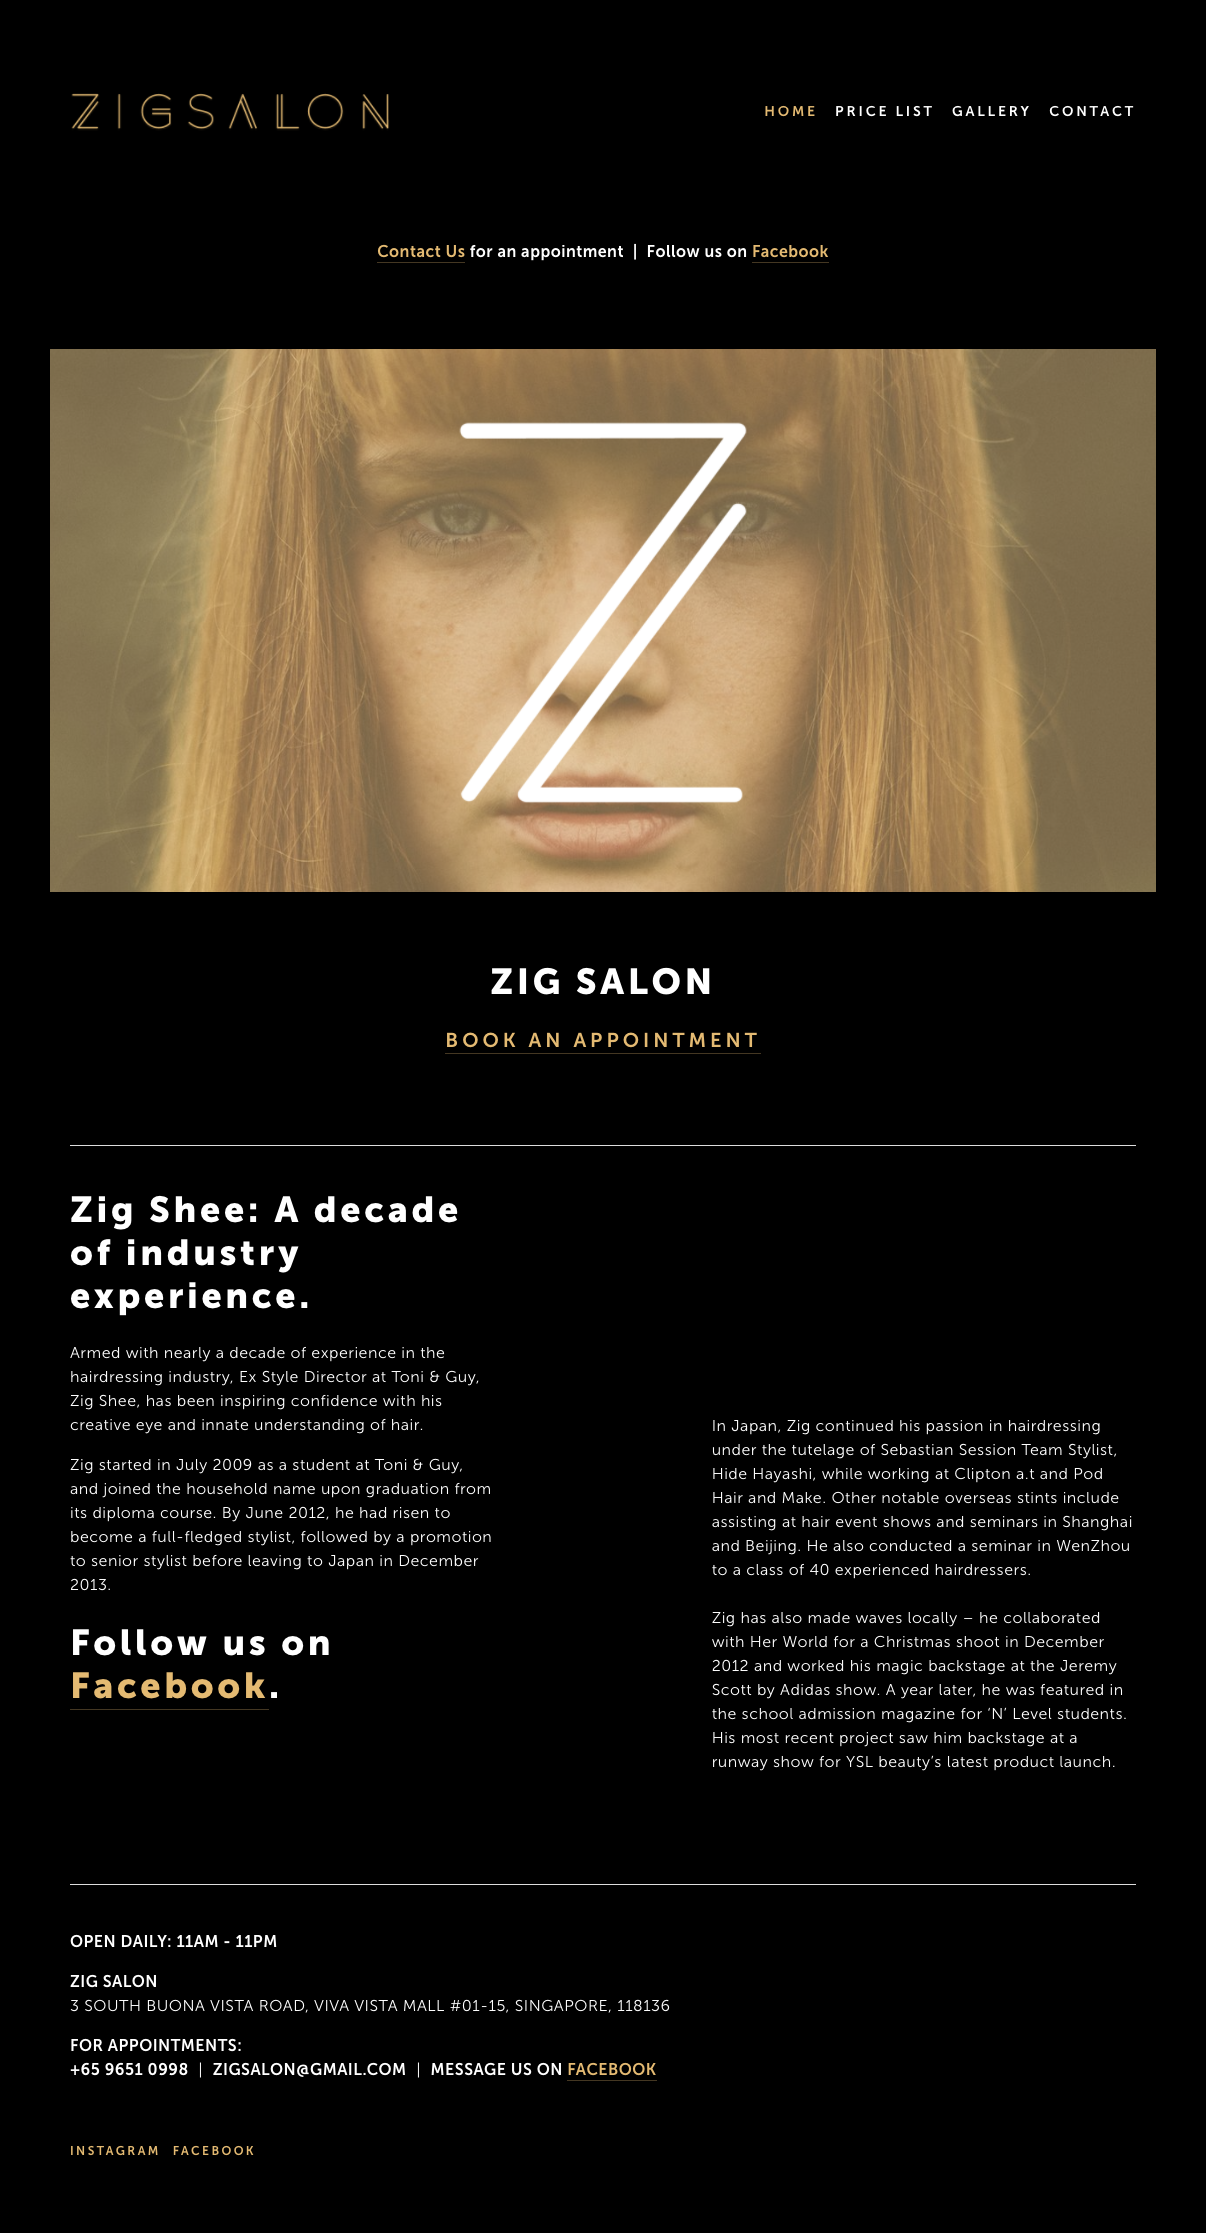 ZIGSALON
HOME PRICE LIST GALLERY CONTACT
Contact Us for an appointment | Follow us on Facebook
Z
ZIG SALON
BOOK AN APPOINTMENT
Zig Shee: A decade
of industry
experience.
Armed with nearly a decade of experience in the
hairdressing industry, Ex Style Director at Toni & Guy,
Zig Shee, has been inspiring confidence with his
creative eye and innate understanding of hair.
Zig started in July 2009 as a student at Toni & Guy,
and joined the household name upon graduation from
its diploma course. By June 2012, he had risen to
become a full-fledged stylist, followed by a promotion
to senior stylist before leaving to Japan in December
2013.
Follow us on
Facebook.
In Japan, Zig continued his passion in hairdressing
under the tutelage of Sebastian Session Team Stylist,
Hide Hayashi, while working at Clipton a.t and Pod
Hair and Make. Other notable overseas stints include
assisting at hair event shows and seminars in Shanghai
and Beijing. He also conducted a seminar in WenZhou
to a class of 40 experienced hairdressers.
Zig has also made waves locally – he collaborated
with Her World for a Christmas shoot in December
2012 and worked his magic backstage at the Jeremy
Scott by Adidas show. A year later, he was featured in
the school admission magazine for ‘N’ Level students.
His most recent project saw him backstage at a
runway show for YSL beauty’s latest product launch.
OPEN DAILY: 11AM - 11PM
ZIG SALON
3 SOUTH BUONA VISTA ROAD, VIVA VISTA MALL #01-15, SINGAPORE, 118136
FOR APPOINTMENTS:
+65 9651 0998 | ZIGSALON@GMAIL.COM | MESSAGE US ON FACEBOOK
INSTAGRAM FACEBOOK